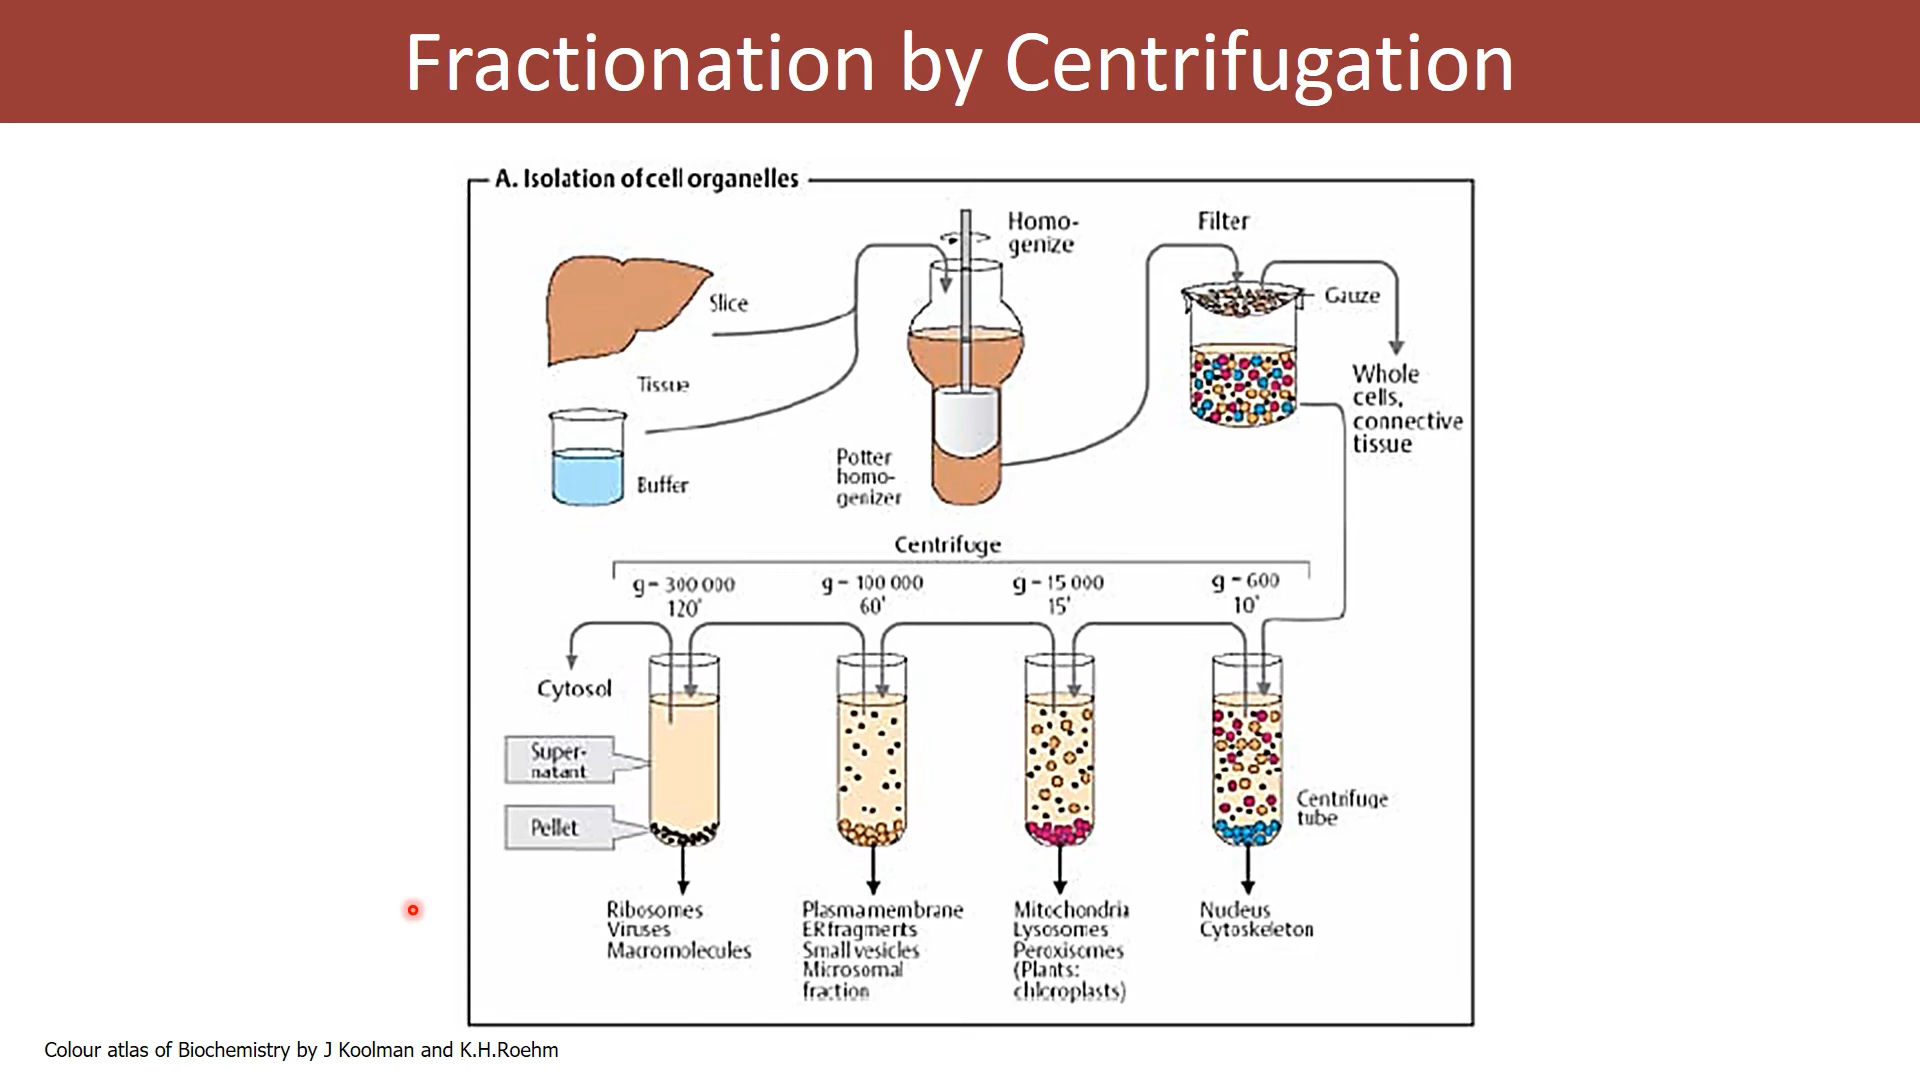 Fractionation by Centrifugation
A. Isolation of cell organelles
Homo-
genize
Filter
Slice
Gauze
Tissue
Whole
cells,
connective
tissue
Potter
homo-
genizer
Buffer
Centrifuge
g - 300 000
120'
g - 100 000
60'
g - 15 000
15'
g - 600
10'
Cytosol
Super-
natant
Pellet
Centrifuge
tube
Ribosomes
Viruses
Macromolecules
Plasma membrane
ER fragments
Small vesicles
Microsomal
fraction
Mitochondria
Lysosomes
Peroxisomes
(Plants:
chloroplasts)
Nucleus
Cytoskeleton
Colour atlas of Biochemistry by J Koolman and K.H.Roehm